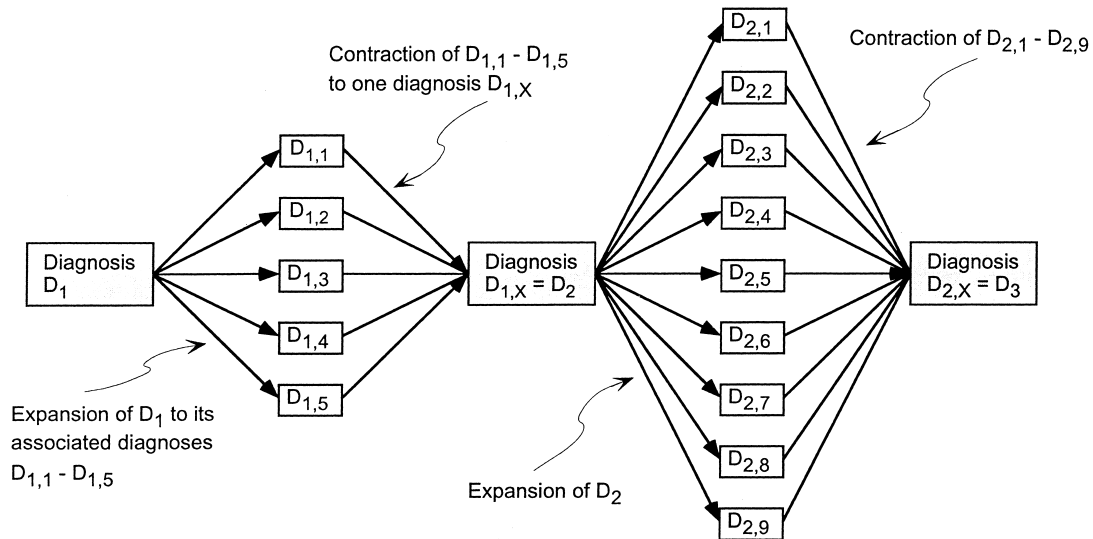 Contraction of D1,1 - D1,5
to one diagnosis D1,X
Contraction of D2,1 - D2,9
Diagnosis
D1
D1,1
D1,2
D1,3
D1,4
D1,5
Diagnosis
D1,X = D2
D2,1
D2,2
D2,3
D2,4
D2,5
D2,6
D2,7
D2,8
D2,9
Diagnosis
D2,X = D3
Expansion of D1 to its
associated diagnoses
D1,1 - D1,5
Expansion of D2